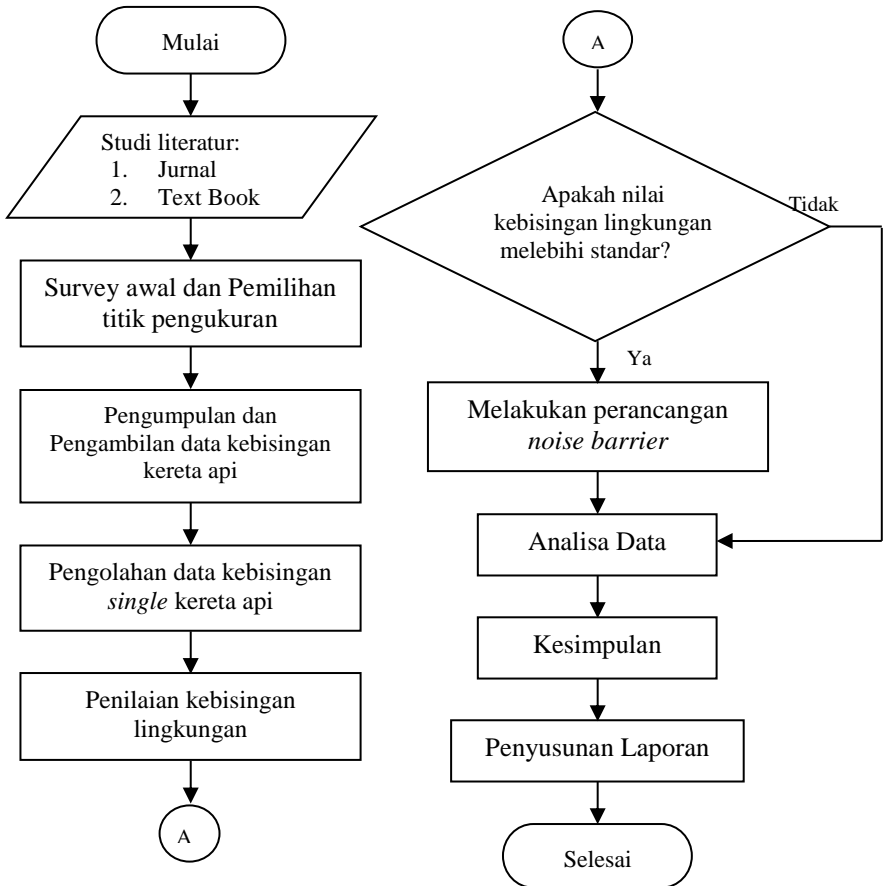 Mulai
Studi literatur:
1. Jurnal
2. Text Book
Survey awal dan Pemilihan
titik pengukuran
Pengumpulan dan
Pengambilan data kebisingan
kereta api
Pengolahan data kebisingan
single kereta api
Penilaian kebisingan
lingkungan
A
A
Apakah nilai
kebisingan lingkungan
melebihi standar?
Tidak
Ya
Melakukan perancangan
noise barrier
Analisa Data
Kesimpulan
Penyusunan Laporan
Selesai